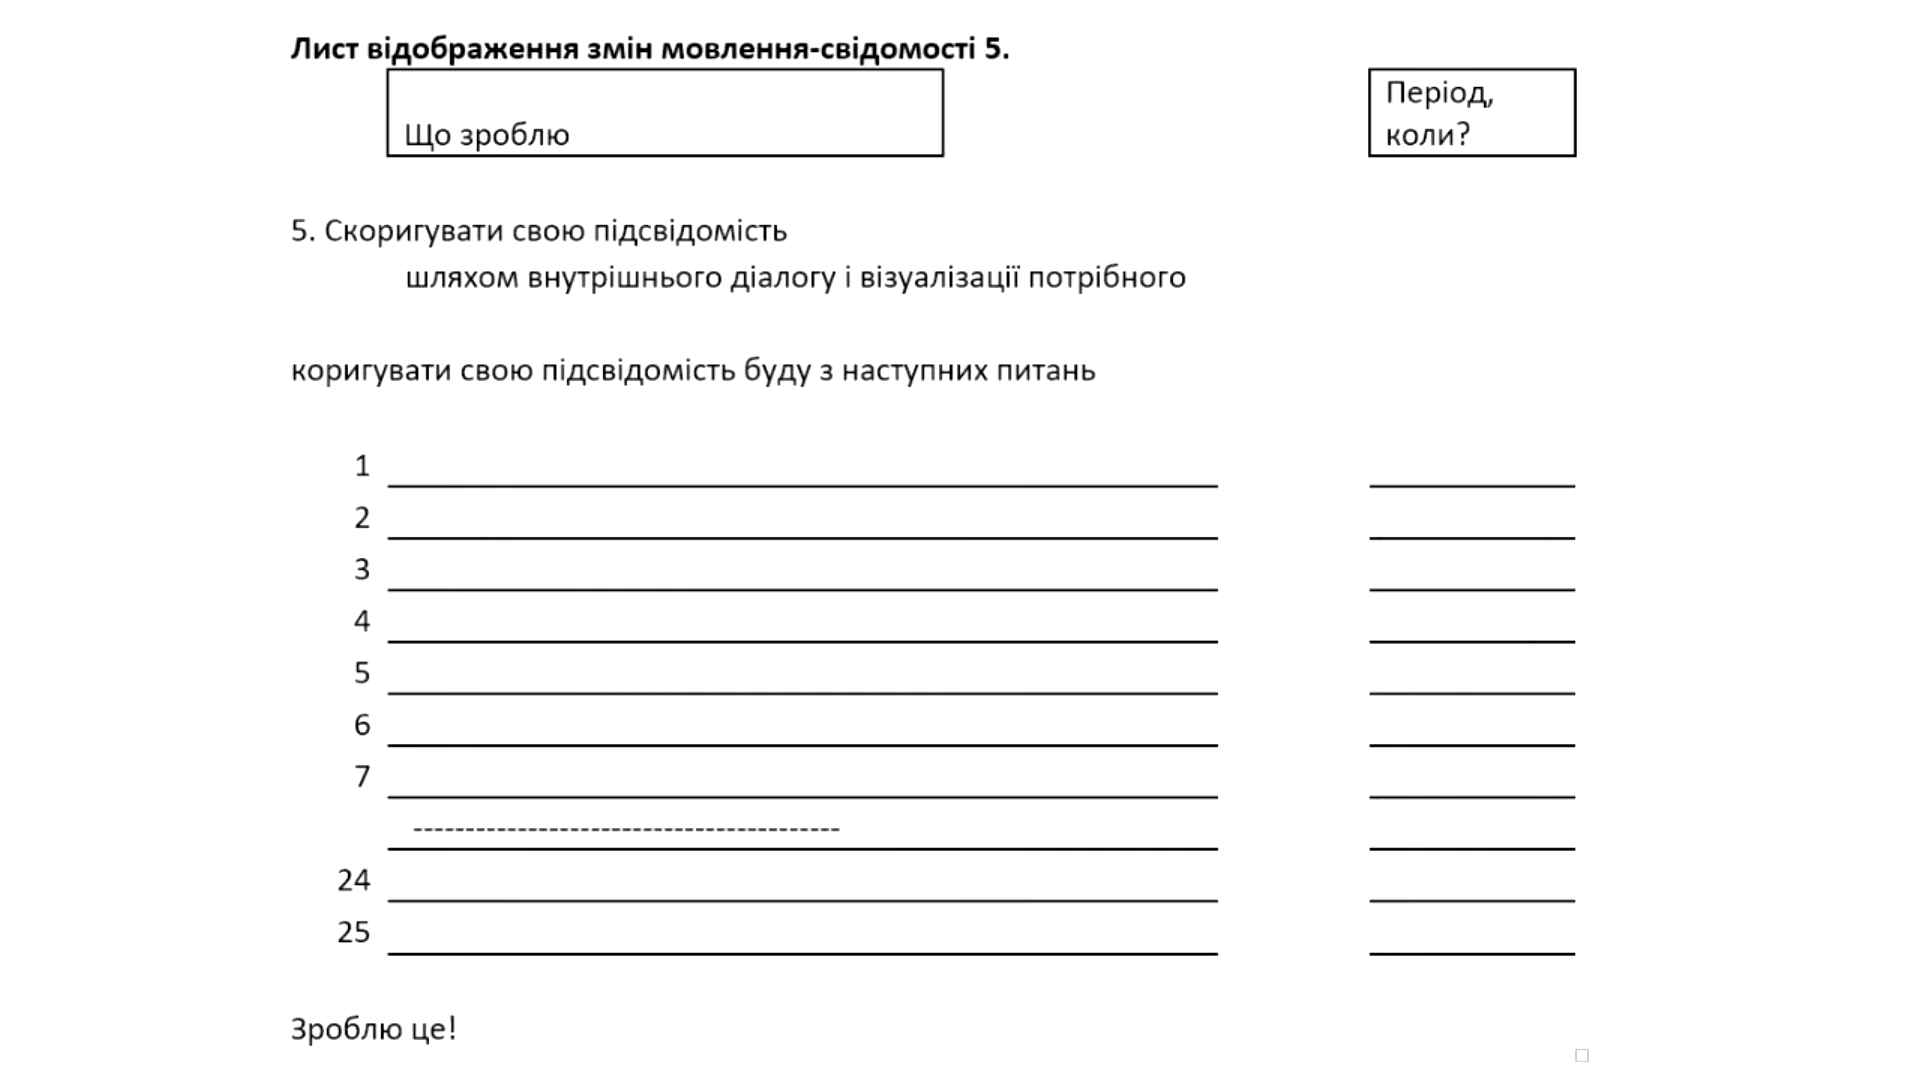 Лист відображення змін мовлення-свідомості 5.
Що зроблю
Період,
коли?
5. Скоригувати свою підсвідомість
шляхом внутрішнього діалогу і візуалізації потрібного
коригувати свою підсвідомість буду з наступних питань
1
2
3
4
5
6
7
-----------------------------------------
24
25
Зроблю це!